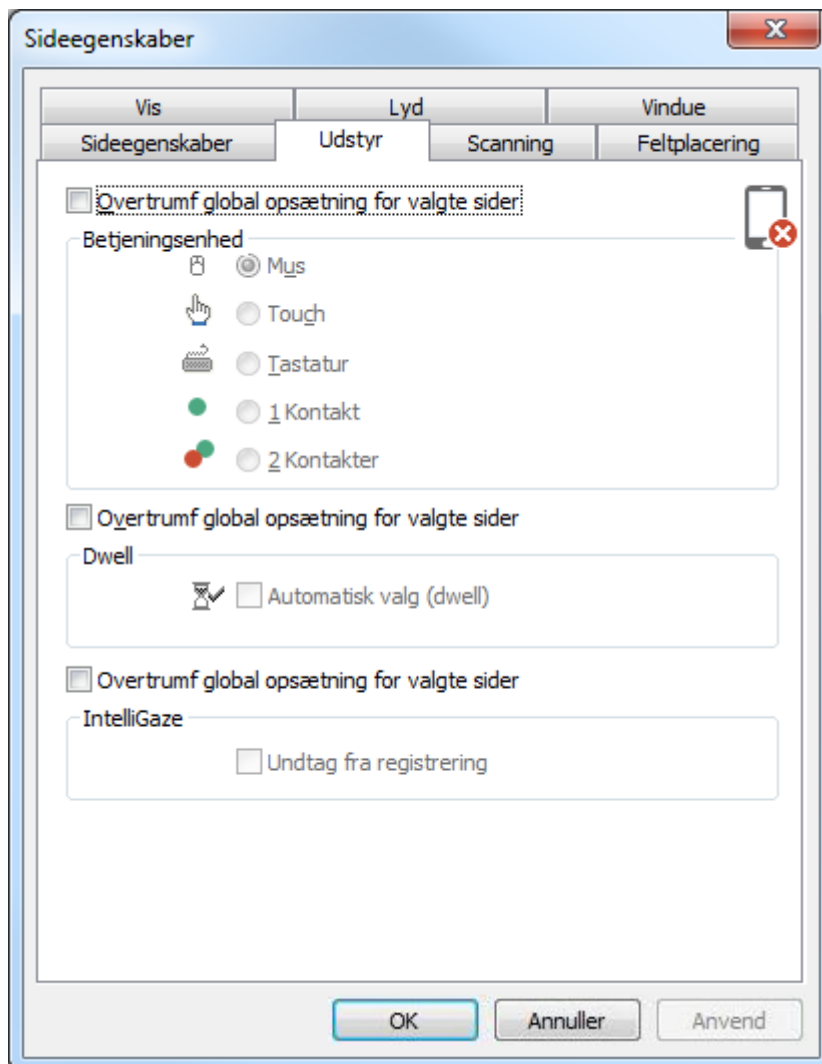 Sideegenskaber
Vis Lyd Vindue
Sideegenskaber Udstyr Scanning Feltplacering
Overtrumf global opsætning for valgte sider
Betjeningsenhed
Mus
Touch
Tastatur
1 Kontakt
2 Kontakter
Overtrumf global opsætning for valgte sider
Dwell
Automatisk valg (dwell)
Overtrumf global opsætning for valgte sider
IntelliGaze
Undtag fra registrering
OK Annuller Anvend